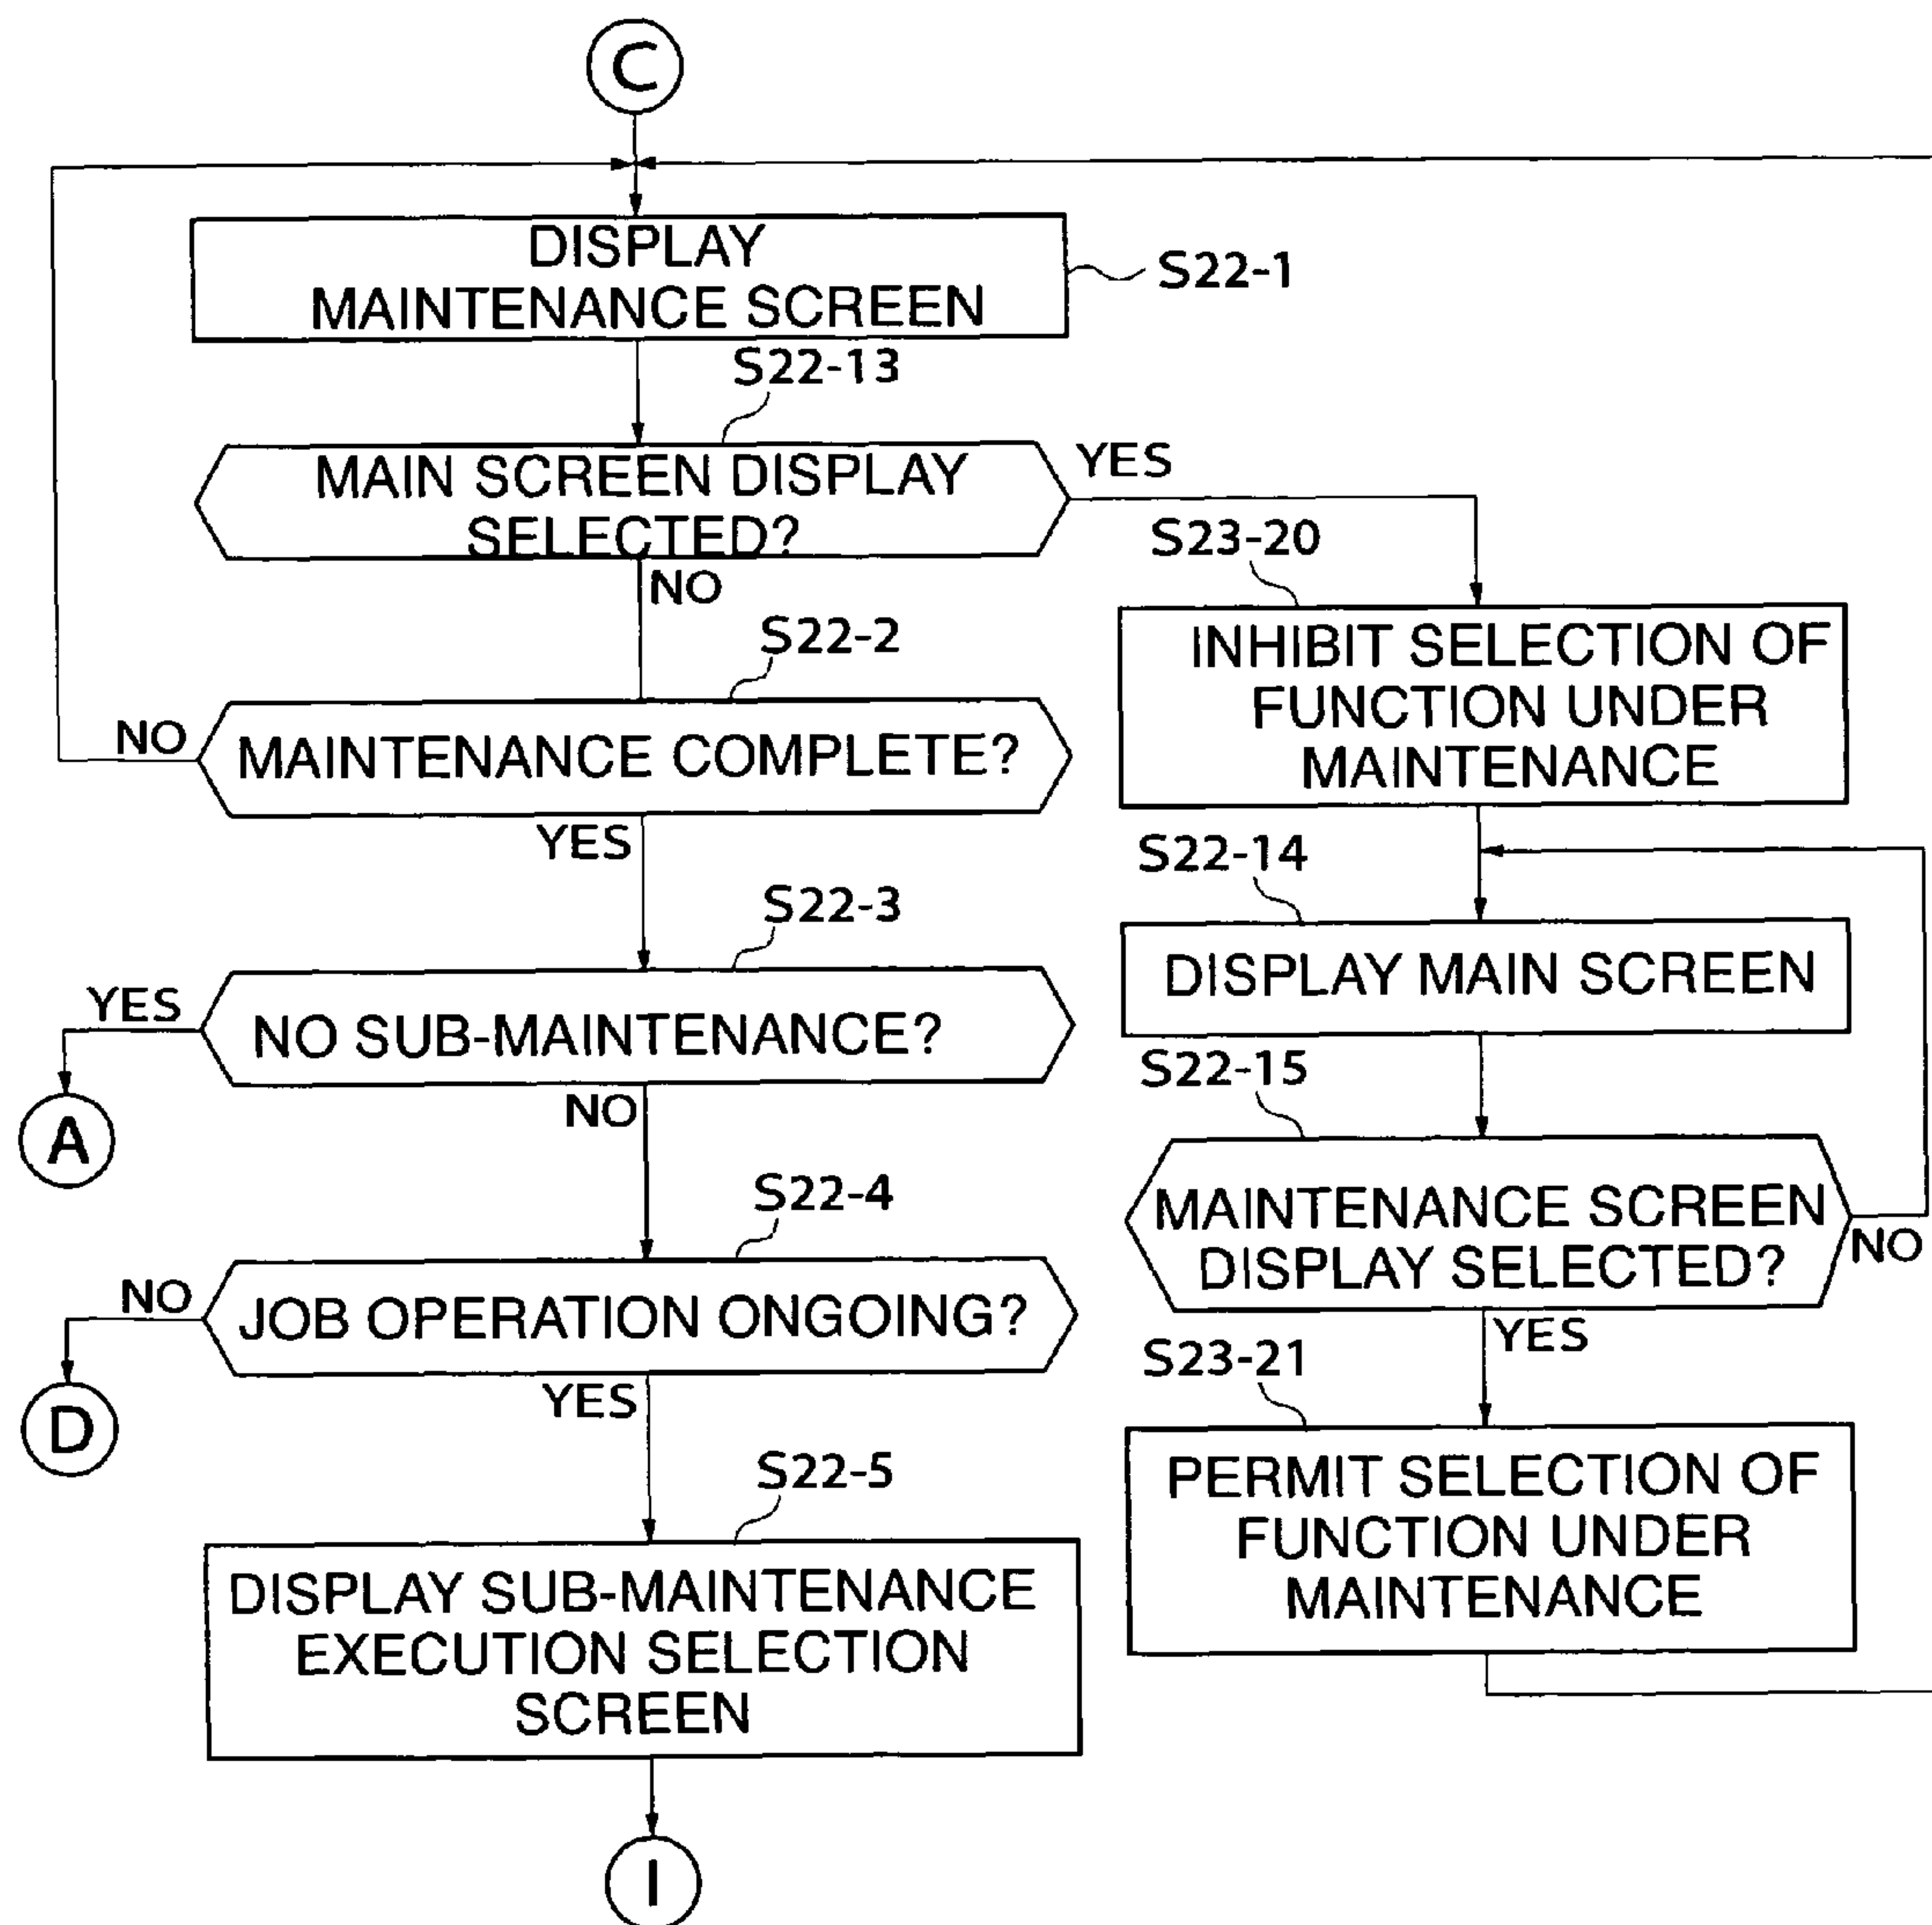 C
DISPLAY
MAINTENANCE SCREEN
S22-1
S22-13
MAIN SCREEN DISPLAY
SELECTED?
YES
NO
S22-2
MAINTENANCE COMPLETE?
NO
YES
S22-3
NO SUB-MAINTENANCE?
YES
A
NO
S22-4
JOB OPERATION ONGOING?
NO
D
YES
S22-5
DISPLAY SUB-MAINTENANCE
EXECUTION SELECTION
SCREEN
I
S23-20
INHIBIT SELECTION OF
FUNCTION UNDER
MAINTENANCE
S22-14
DISPLAY MAIN SCREEN
S22-15
MAINTENANCE SCREEN
DISPLAY SELECTED?
NO
YES
S23-21
PERMIT SELECTION OF
FUNCTION UNDER
MAINTENANCE